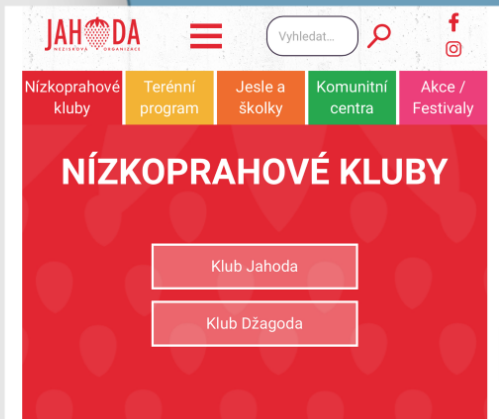 JAHODA
NEZISKOVÁ ORGANIZACE
Vyhledat...
Nízkoprahové
kluby
Terénní
program
Jesle a
školky
Komunitní
centra
Akce /
Festivaly
NÍZKOPRAHOVÉ KLUBY
Klub Jahoda
Klub Džagoda